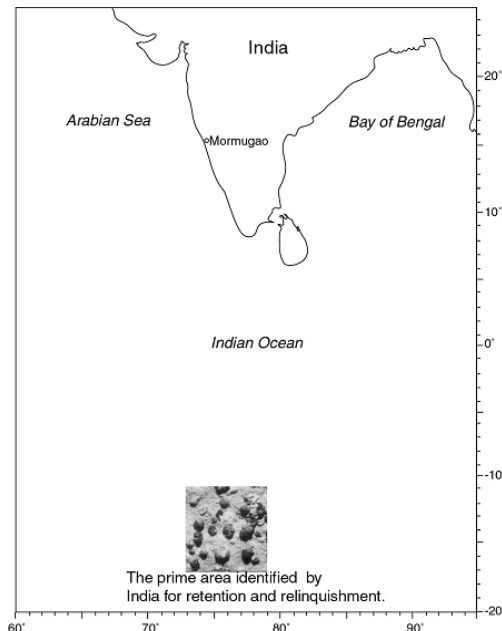 India
20°
Arabian Sea
Bay of Bengal
Mormugao
10°
Indian Ocean
0°
-10
The prime area identified by
India for retention and relinquishment.
-20
60°
70°
80°
90°